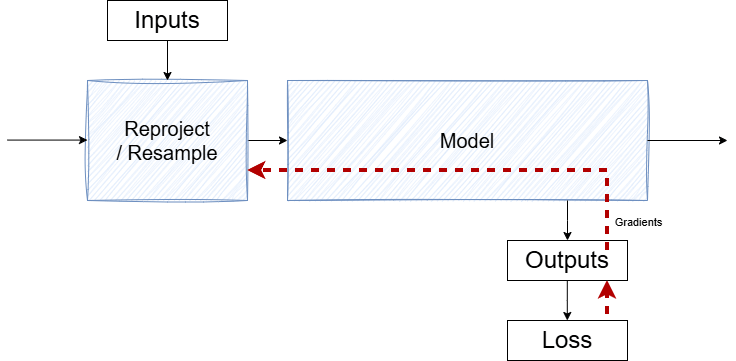 Inputs
Reproject
/ Resample
Model
Gradients
Outputs
Loss